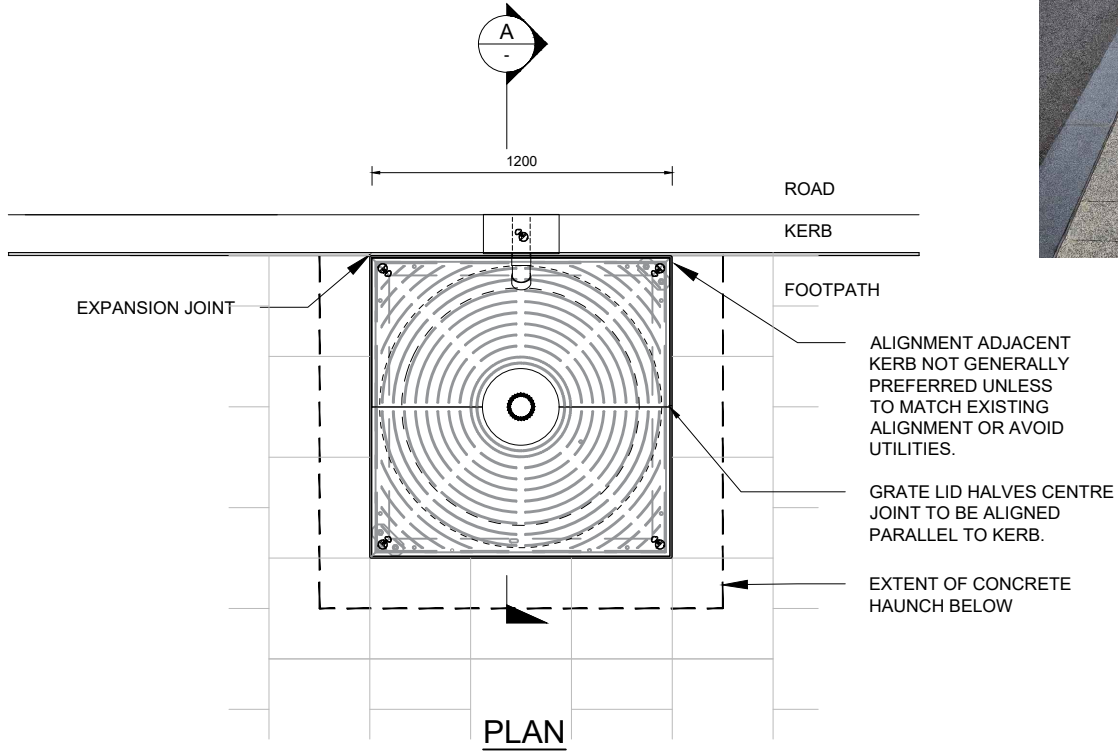 A
-
1200
ROAD
KERB
FOOTPATH
EXPANSION JOINT
ALIGNMENT ADJACENT
KERB NOT GENERALLY
PREFERRED UNLESS
TO MATCH EXISTING
ALIGNMENT OR AVOID
UTILITIES.
GRATE LID HALVES CENTRE
JOINT TO BE ALIGNED
PARALLEL TO KERB.
EXTENT OF CONCRETE
HAUNCH BELOW
PLAN